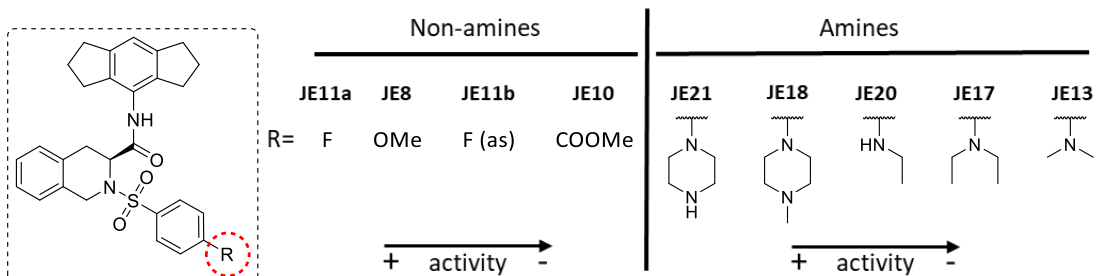 Non-amines
Amines
JE11a JE8 JE11b JE10
JE21 JE18 JE20 JE17 JE13
R= F OMe F (as) COOMe
NH
O
N
S
O
O
R
N
NH
N
N
HN
N
N
+ activity -
+ activity -